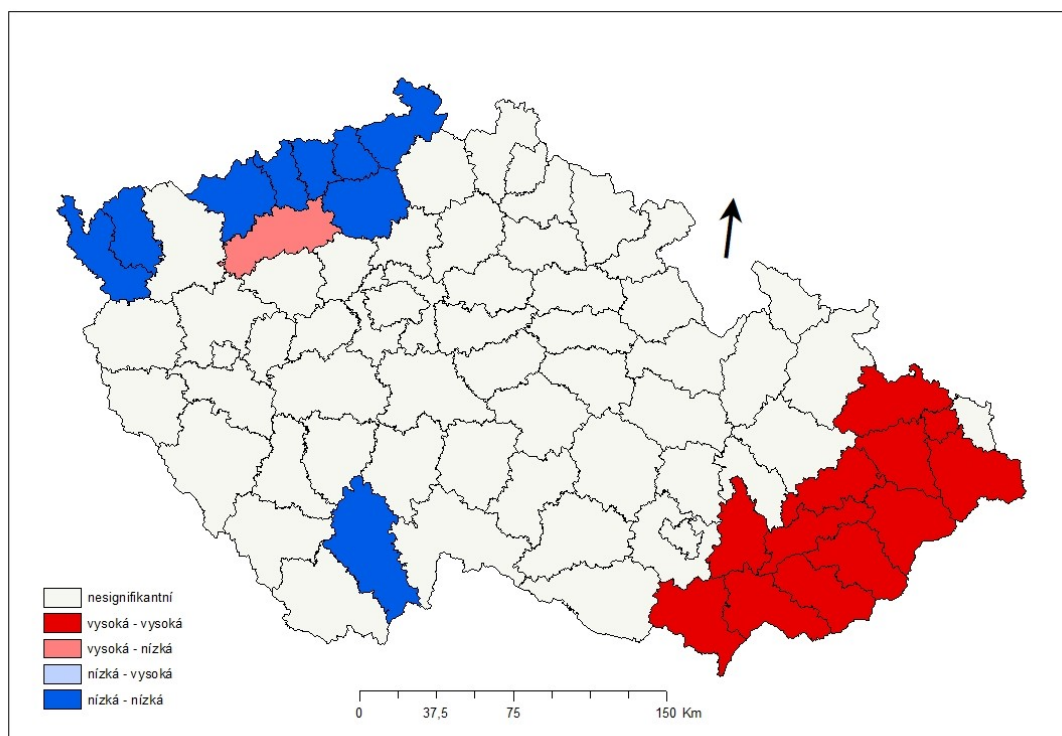 nesignifikantní
vysoká - vysoká
vysoká - nízká
nízká - vysoká
nízká - nízká
0 37,5 75 150 Km